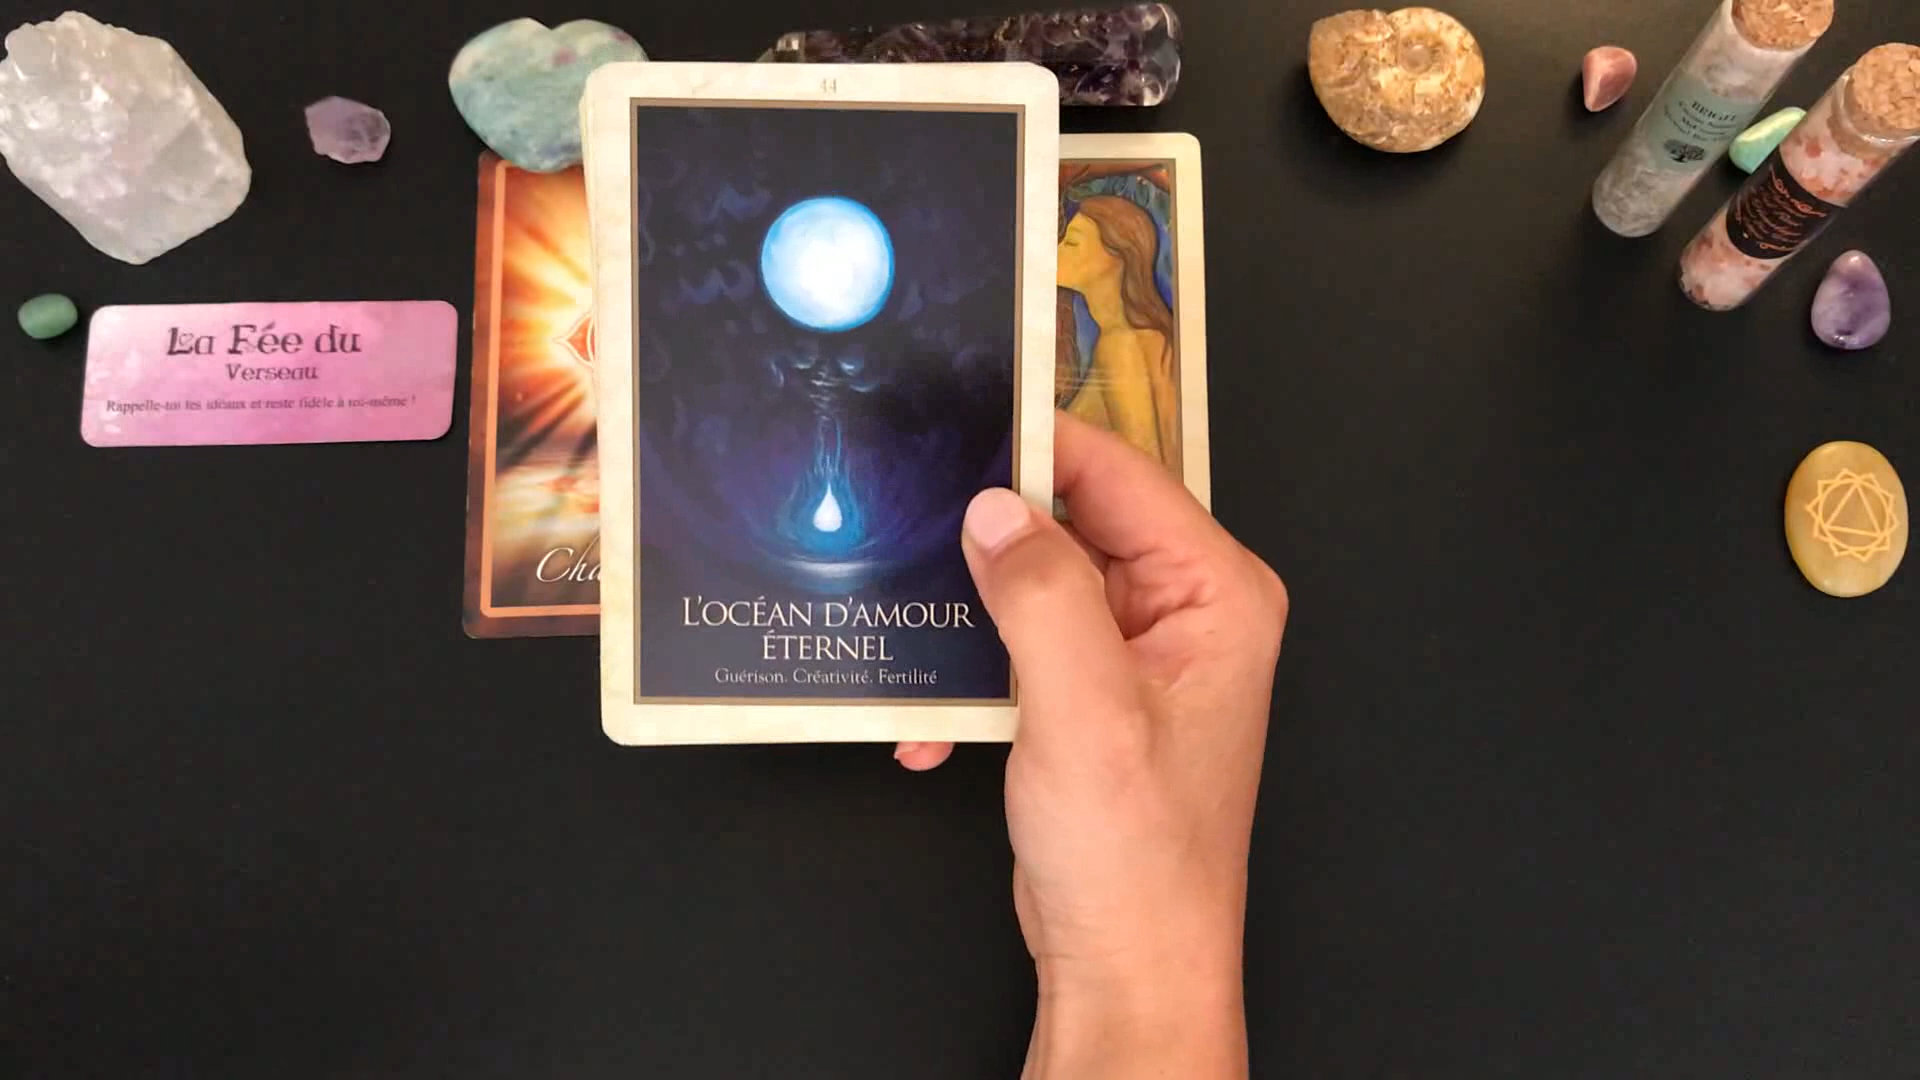 44
La Fée du
Verseau
Rappelle-toi tes idéaux et reste fidèle à toi-même !
Cha
L'OCÉAN D'AMOUR
ÉTERNEL
Guérison. Créativité. Fertilité